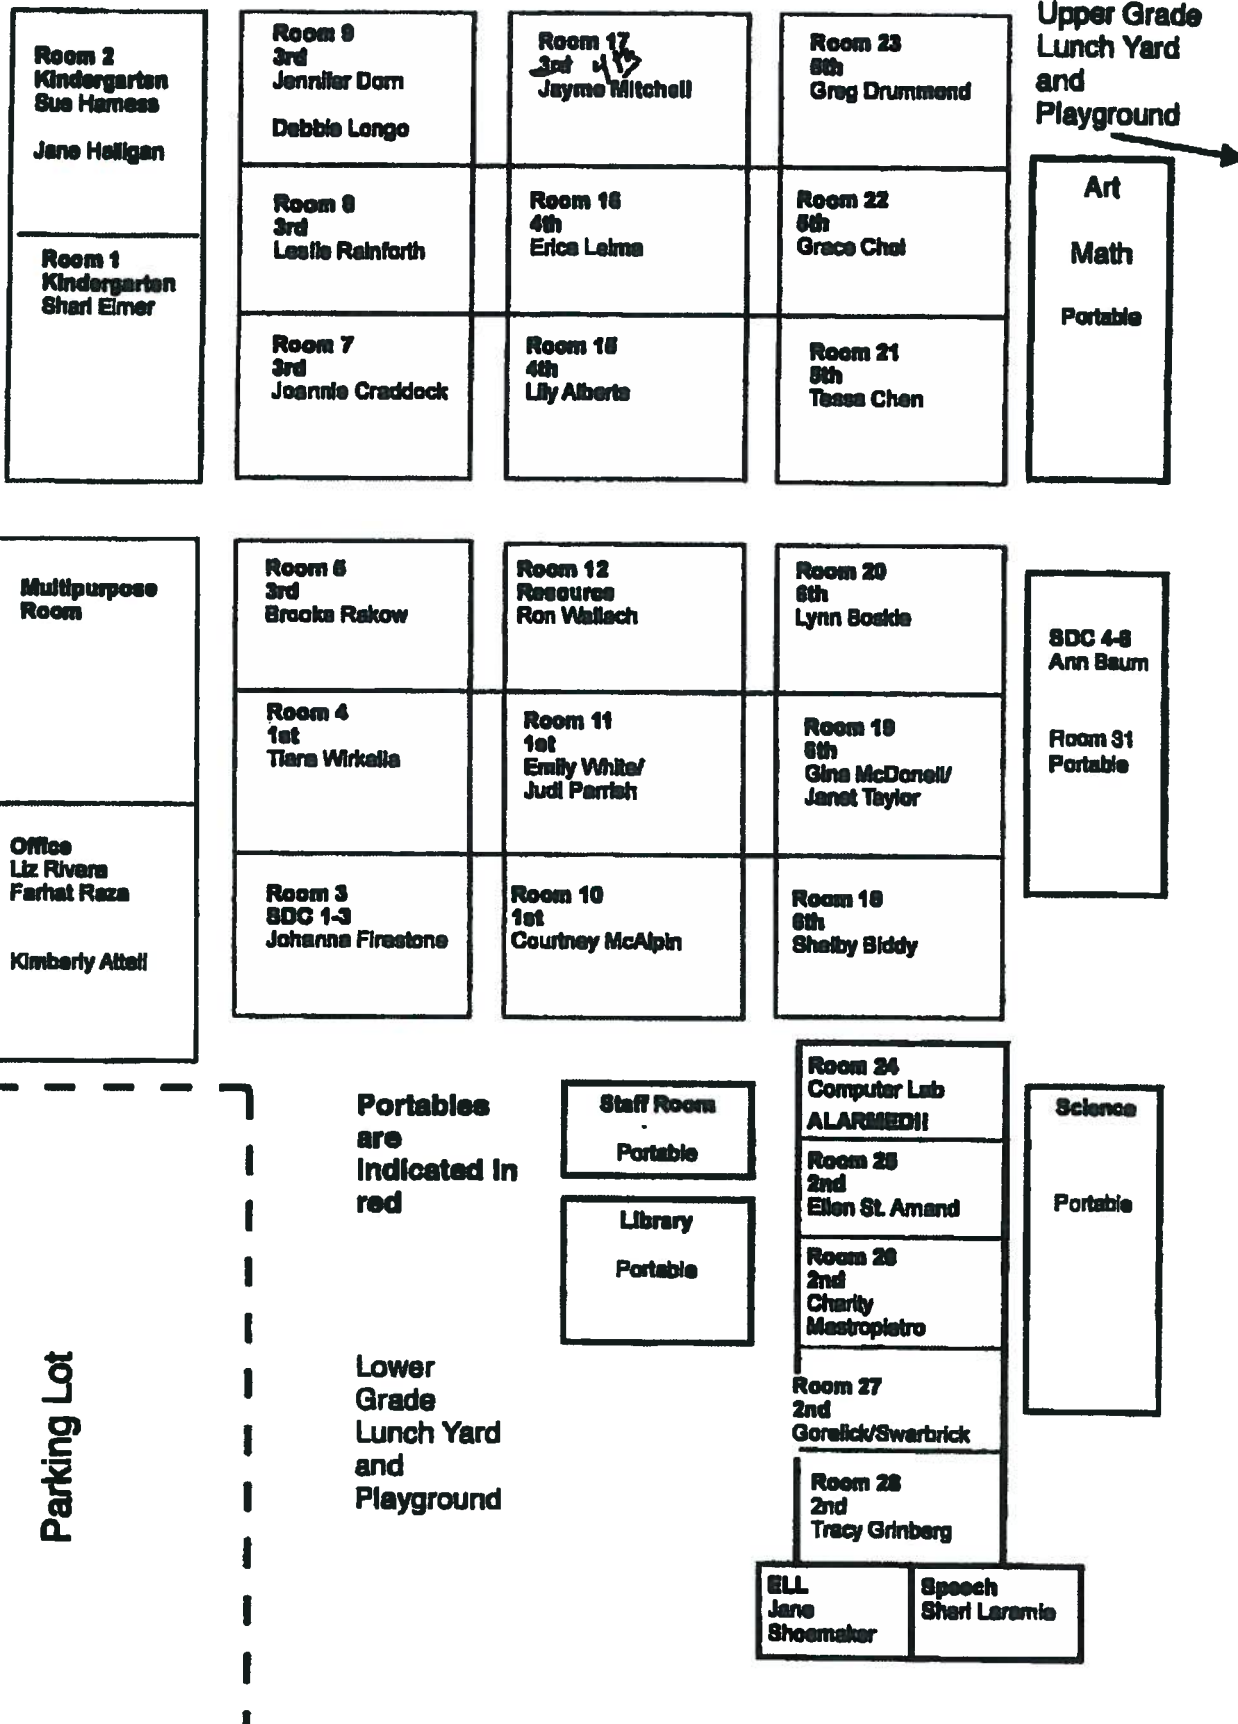 Room 2
Kindergarten
Sue Harness
Jane Halligan
Room 1
Kindergarten
Shari Eimer
Room 9
3rd
Jennifer Dorn
Debbie Longo
Room 8
3rd
Leslie Rainforth
Room 7
3rd
Joannie Craddock
Room 17
3rd 4th
Jayme Mitchell
Room 16
4th
Erica Leima
Room 15
4th
Lily Alberts
Room 23
5th
Greg Drummond
Room 22
5th
Grace Choi
Room 21
5th
Tessa Chen
Upper Grade
Lunch Yard
and
Playground
Art
Math
Portable
Multipurpose
Room
Office
Liz Rivera
Farhat Raza
Kimberly Attell
Room 5
3rd
Brooke Rakow
Room 4
1st
Tiara Wirkalla
Room 3
SDC 1-3
Johanna Firestone
Room 12
Resource
Ron Wallach
Room 11
1st
Emily White/
Judi Parrish
Room 10
1st
Courtney McAlpin
Room 20
6th
Lynn Boskie
Room 19
6th
Gina McDonell/
Janet Taylor
Room 18
6th
Shelby Biddy
SDC 4-6
Ann Baum
Room 31
Portable
Parking Lot
Portables
are
indicated in
red
Lower
Grade
Lunch Yard
and
Playground
Staff Room
Portable
Library
Portable
Room 24
Computer Lab
ALARMED!!
Room 25
2nd
Ellen St. Amand
Room 26
2nd
Charity
Mastropietro
Room 27
2nd
Gorelick/Swarbrick
Room 28
2nd
Tracy Grinberg
ELL
Jane
Shoemaker
Speech
Sheri Laramie
Science
Portable